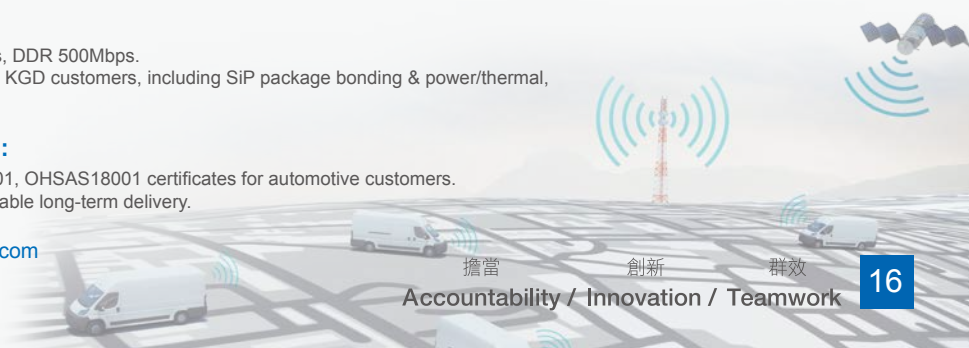 , DDR 500Mbps.
KGD customers, including SiP package bonding & power/thermal,
:
01, OHSAS18001 certificates for automotive customers.
able long-term delivery.
com
擔當 創新 群效
Accountability / Innovation / Teamwork
16